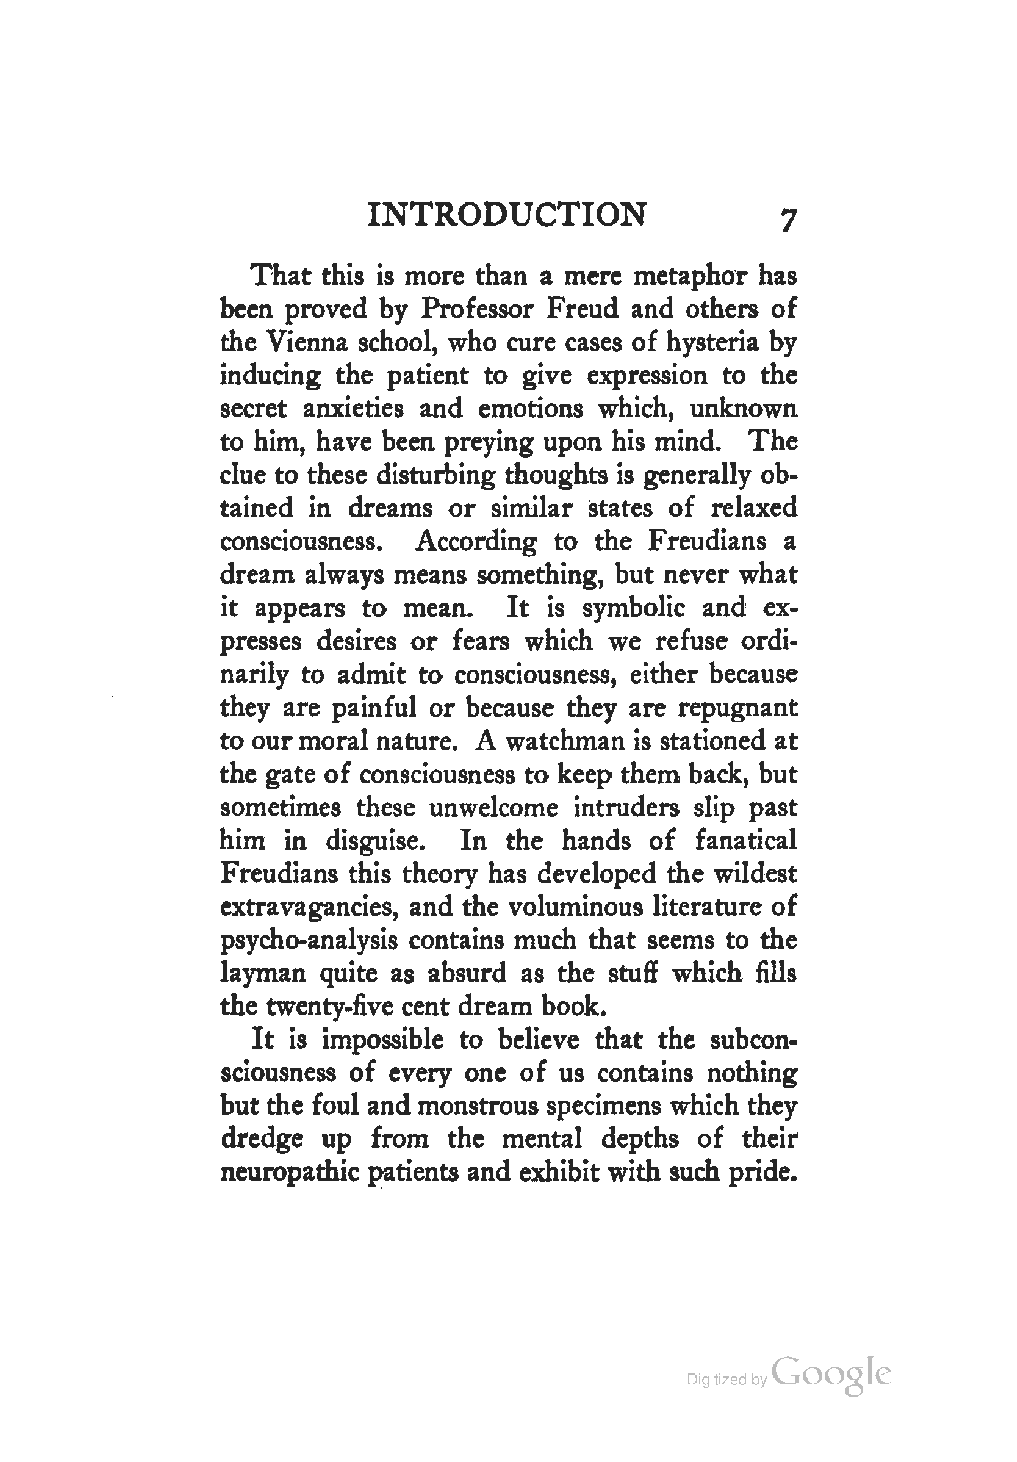 INTRODUCTION 7
That this is more than a mere metaphor has
been proved by Professor Freud and others of
the Vienna school, who cure cases of hysteria by
inducing the patient to give expression to the
secret anxieties and emotions which, unknown
to him, have been preying upon his mind. The
clue to these disturbing thoughts is generally ob-
tained in dreams or similar states of relaxed
consciousness. According to the Freudians a
dream always means something, but never what
it appears to mean. It is symbolic and ex-
presses desires or fears which we refuse ordi-
narily to admit to consciousness, either because
they are painful or because they are repugnant
to our moral nature. A watchman is stationed at
the gate of consciousness to keep them back, but
sometimes these unwelcome intruders slip past
him in disguise. In the hands of fanatical
Freudians this theory has developed the wildest
extravagancies, and the voluminous literature of
psycho-analysis contains much that seems to the
layman quite as absurd as the stuff which fills
the twenty-five cent dream book.
It is impossible to believe that the subcon-
sciousness of every one of us contains nothing
but the foul and monstrous specimens which they
dredge up from the mental depths of their
neuropathic patients and exhibit with such pride.
Digitized by Google